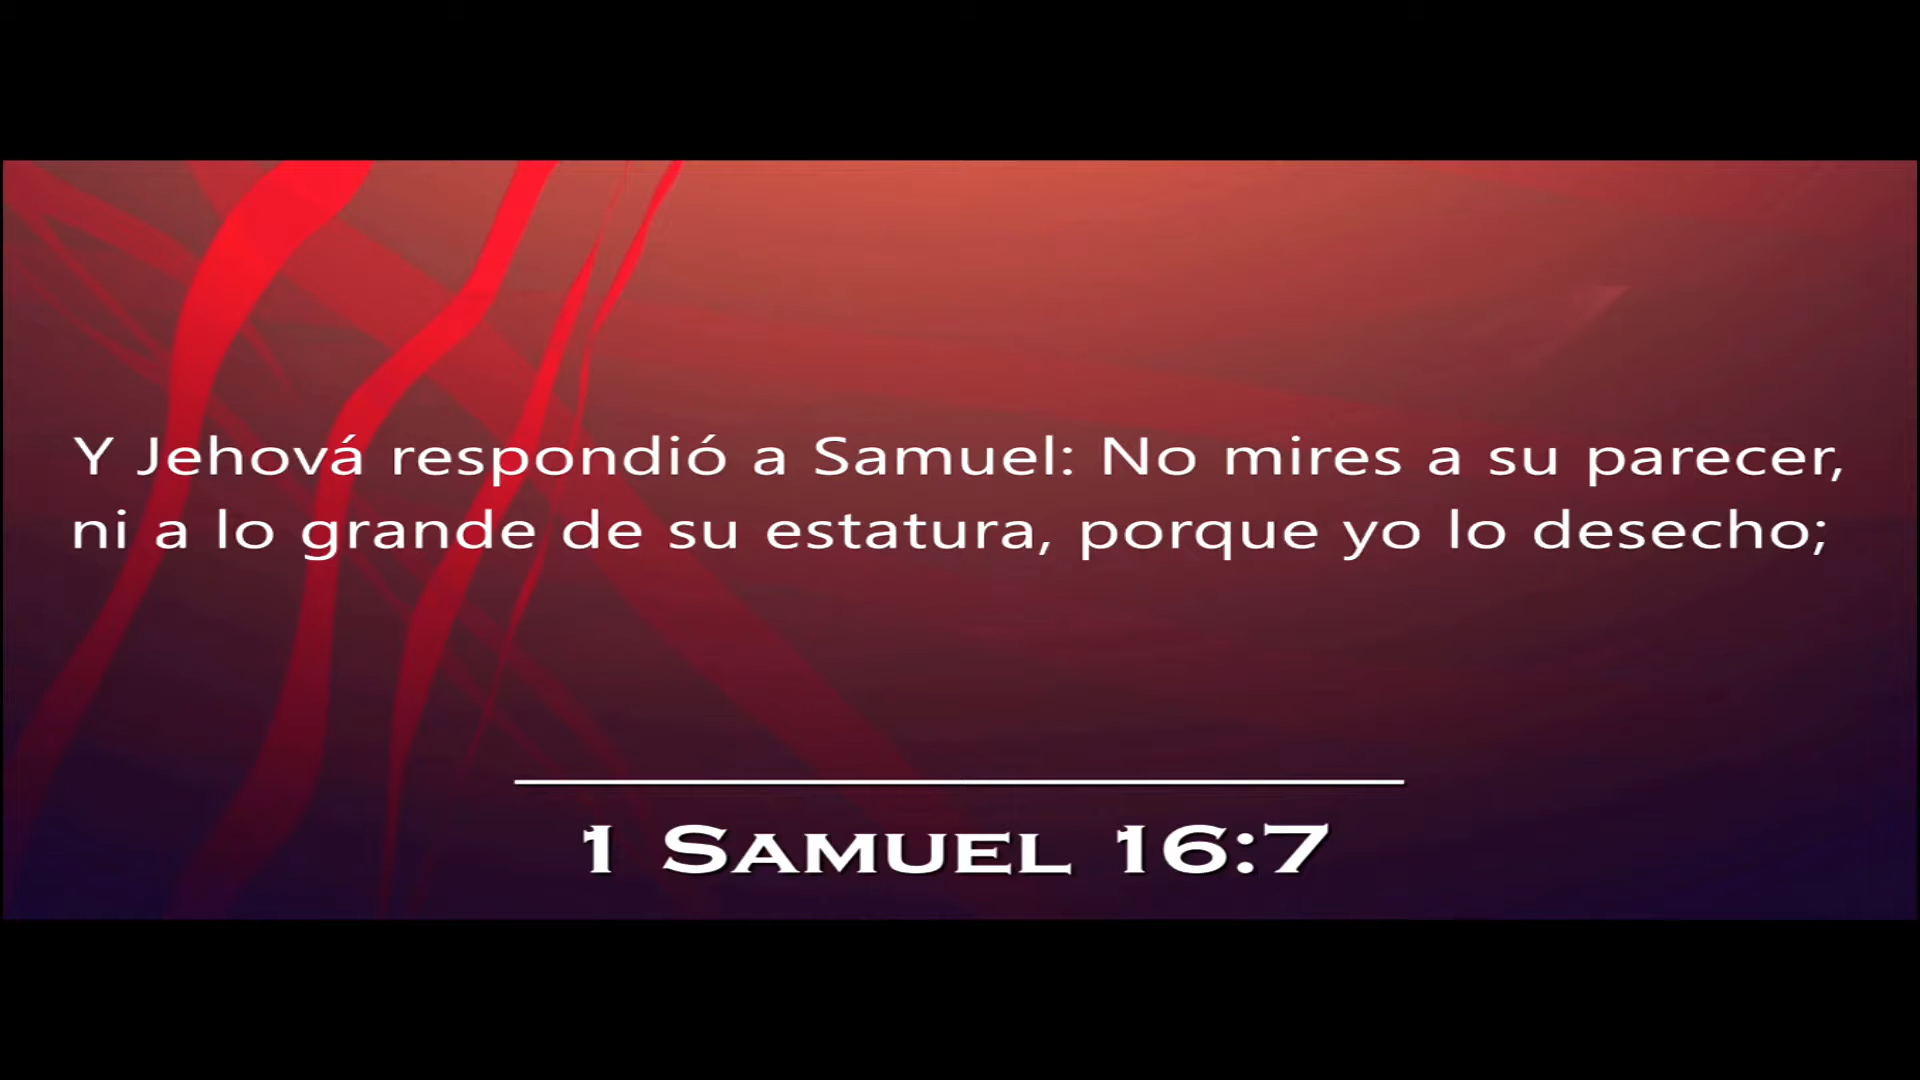 Y Jehová respondió a Samuel: No mires a su parecer,
ni a lo grande de su estatura, porque yo lo desecho;
1 Samuel 16:7